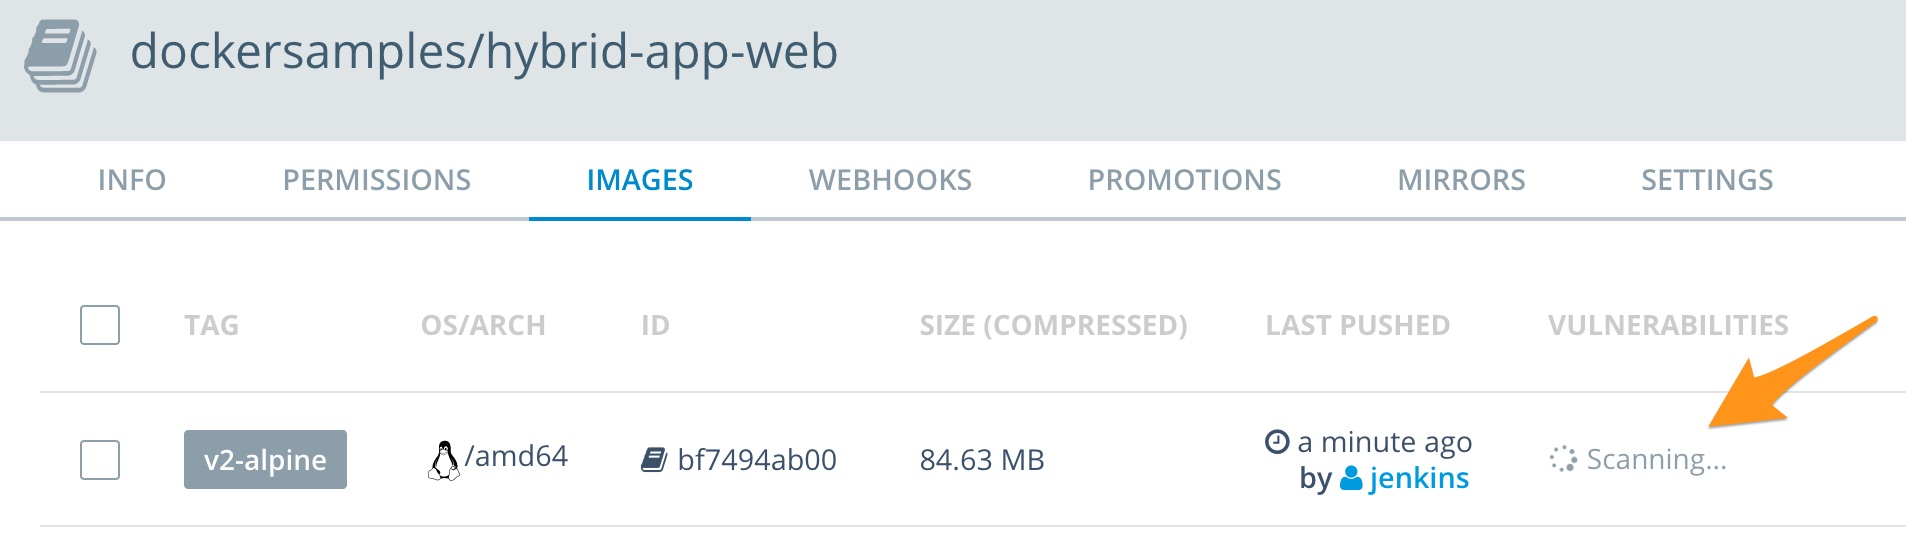 dockersamples/hybrid-app-web
INFO PERMISSIONS IMAGES WEBHOOKS PROMOTIONS MIRRORS SETTINGS
TAG OS/ARCH ID SIZE (COMPRESSED) LAST PUSHED VULNERABILITIES
v2-alpine /amd64 bf7494ab00 84.63 MB a minute ago Scanning...
by jenkins